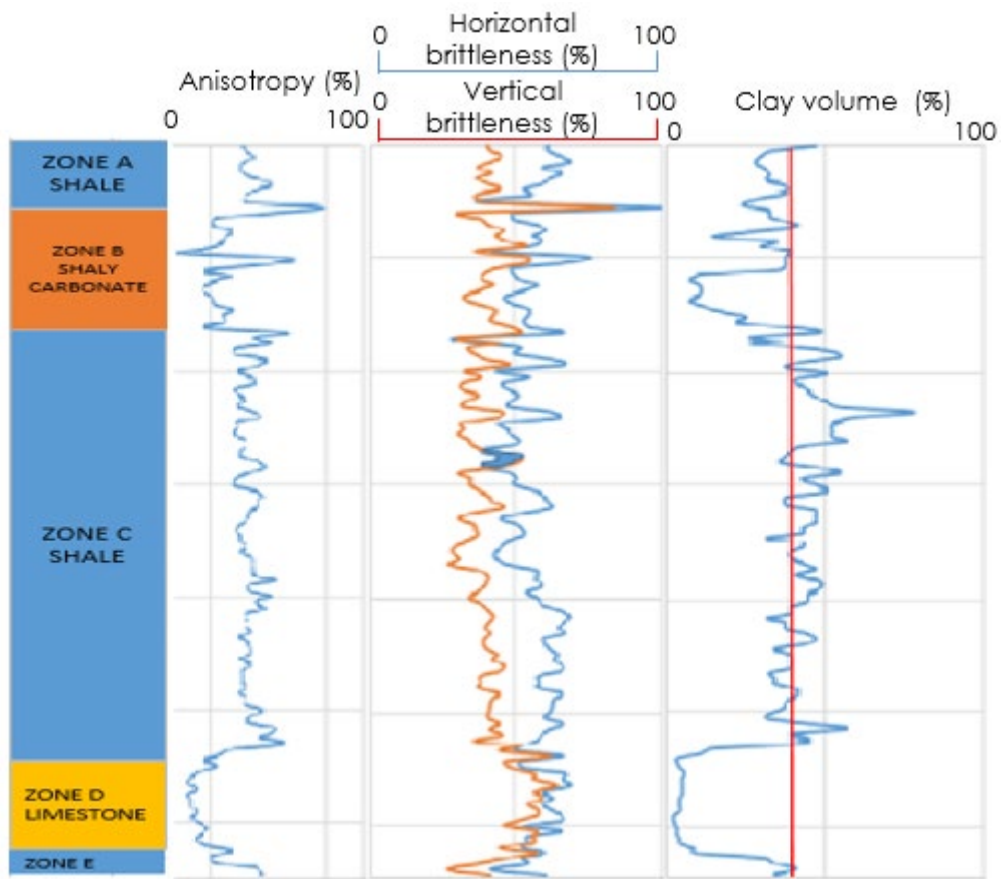 Horizontal
0 brittleness (%) 100
Anisotropy (%)
0 100
Vertical
0 brittleness (%) 100
Clay volume (%)
0 100
ZONE A
SHALE
ZONE B
SHALY
CARBONATE
ZONE C
SHALE
ZONE D
LIMESTONE
ZONE E